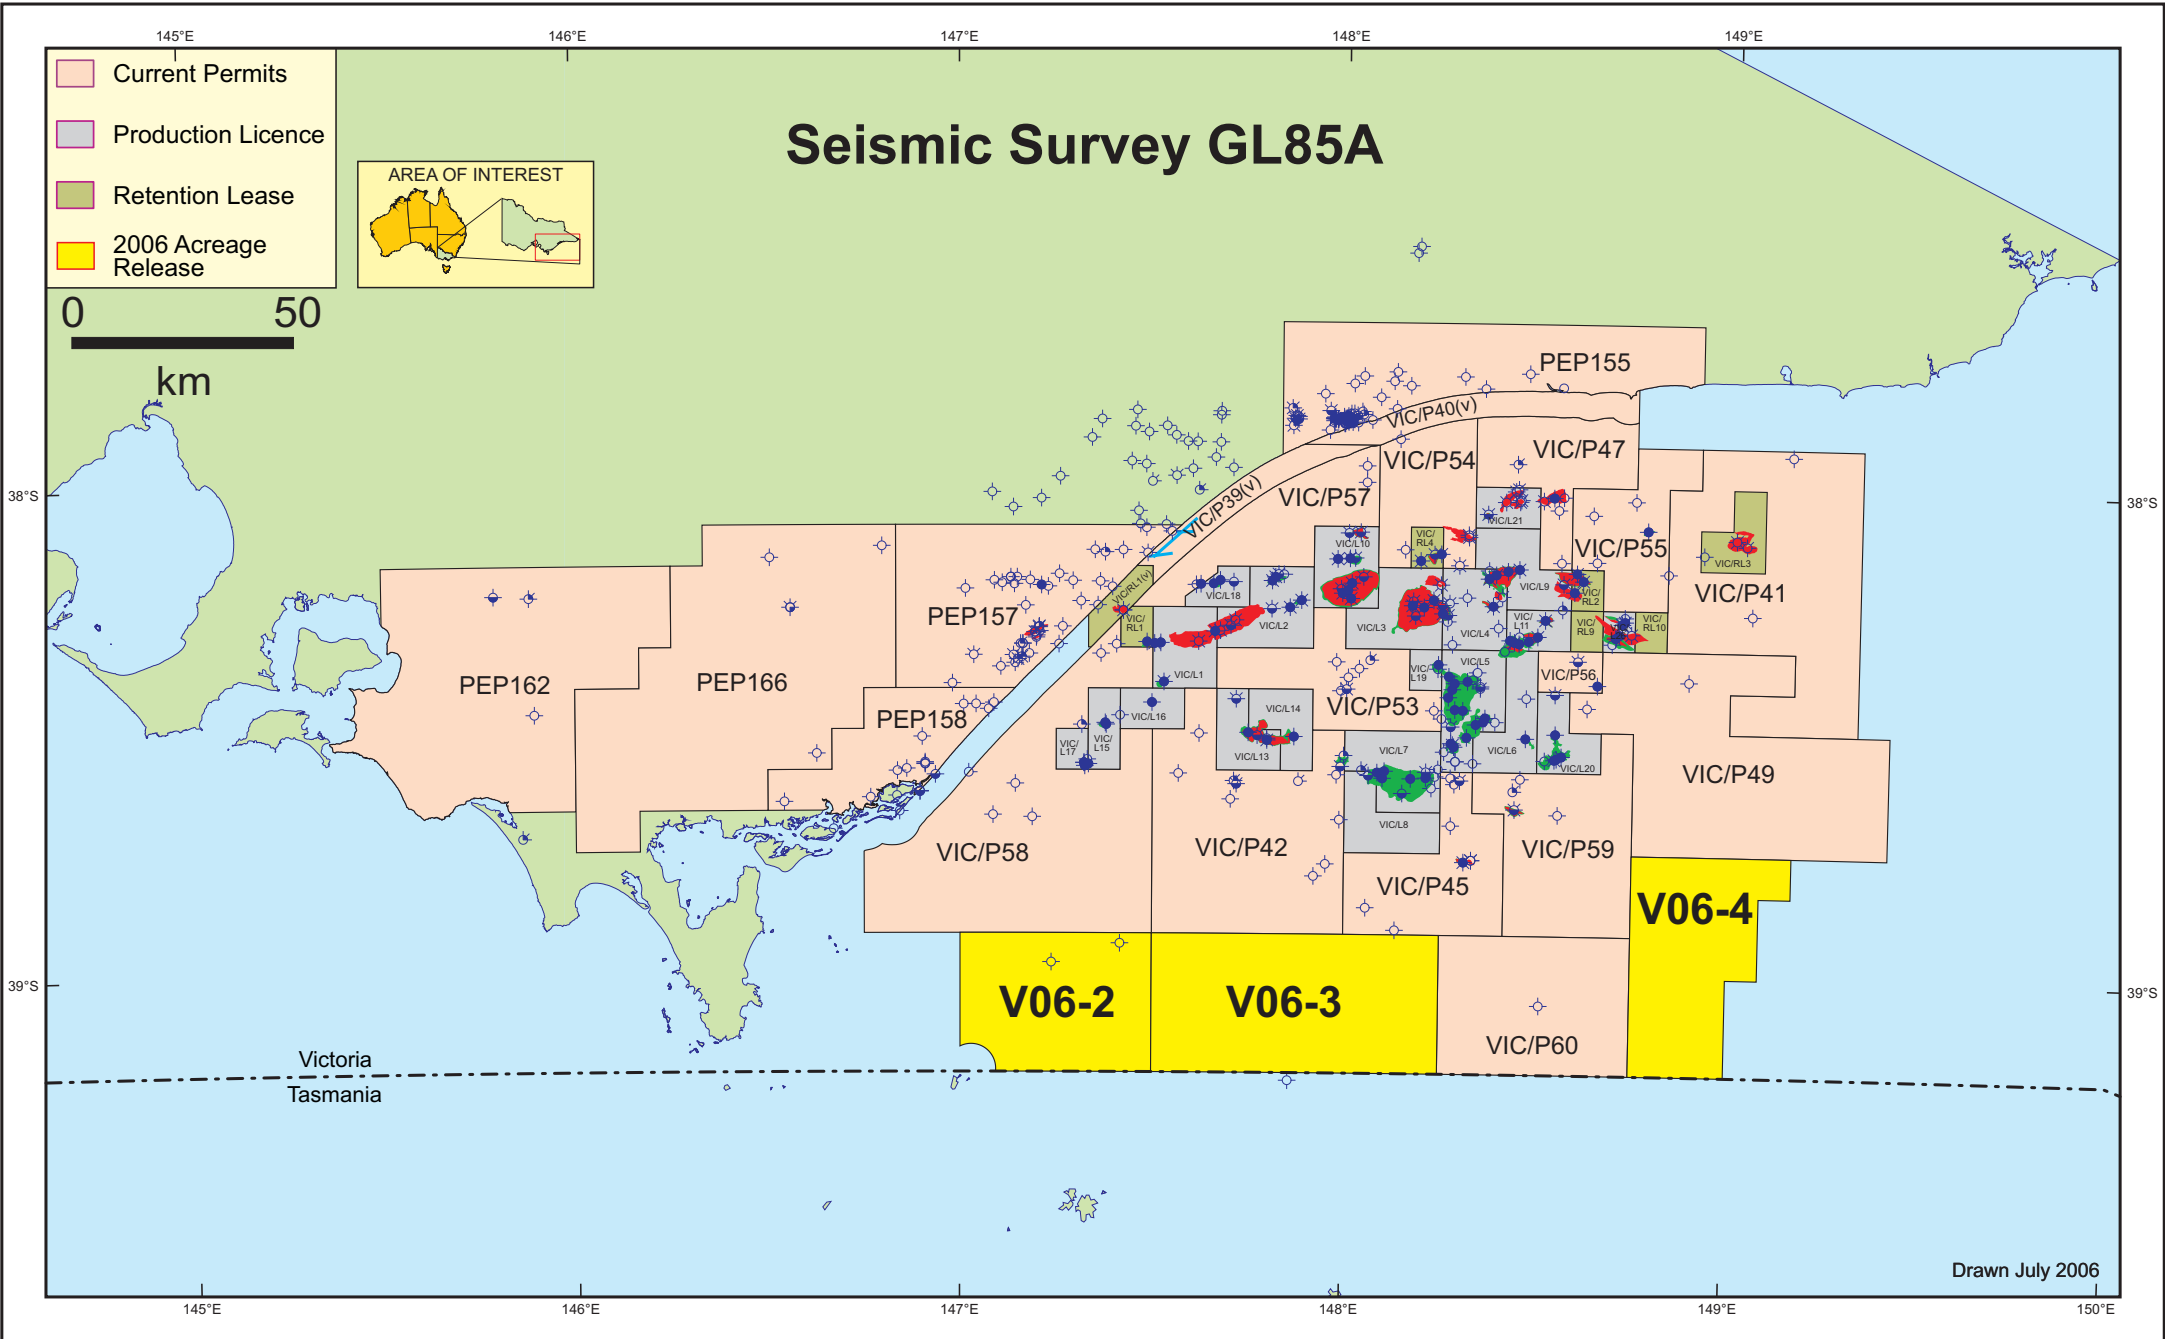 145°E
146°E
147°E
148°E
149°E
Current Permits
Production Licence
Retention Lease
2006 Acreage
Release
0
50
km
AREA OF INTEREST
Seismic Survey GL85A
38°S
38°S
39°S
39°S
PEP155
VIC/P40(v)
VIC/P39(v)
VIC/P47
VIC/P54
VIC/P57
VIC/L21
VIC/L10
VIC/
RL4
VIC/P55
VIC/RL3
VIC/P41
VIC/RL1(v)
VIC/L18
VIC/L9
VIC/
RL2
PEP157
VIC/
RL1
VIC/L2
VIC/L3
VIC/L4
VIC/
L11
VIC/
RL9
VIC/
RL10
PEP162
PEP166
VIC/L1
VIC/
L19
VIC/L5
VIC/P56
PEP158
VIC/L16
VIC/L14
VIC/P53
VIC/
L17
VIC/
L15
VIC/L13
VIC/L7
VIC/L6
VIC/L20
VIC/P49
VIC/L8
VIC/P58
VIC/P42
VIC/P59
VIC/P45
V06-4
V06-2
V06-3
VIC/P60
Victoria
Tasmania
Drawn July 2006
145°E
146°E
147°E
148°E
149°E
150°E